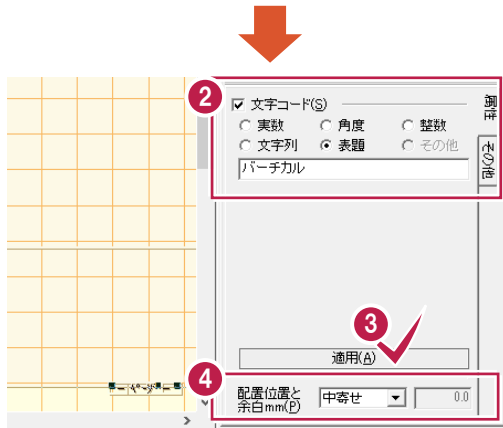 2
文字コード(S)
実数 角度 整数
文字列 表題 その他
バーチカル
属性
その他
3
適用(A)
4
配置位置と
余白mm(P)
中寄せ
0.0